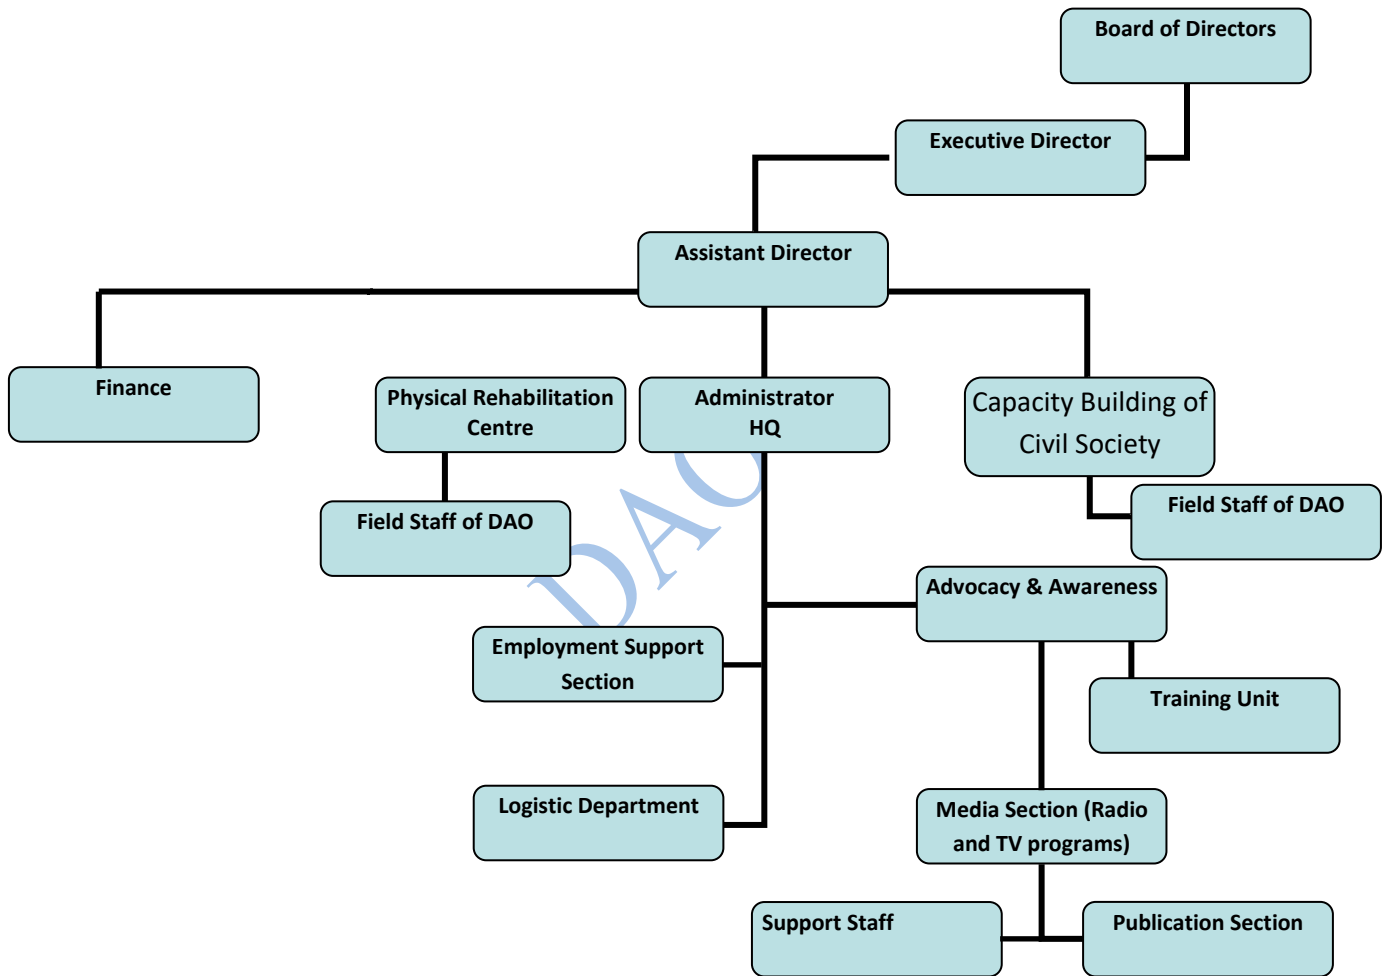 Board of Directors
Executive Director
Assistant Director
Finance
Physical Rehabilitation
Centre
Administrator
HQ
Capacity Building of
Civil Society
Field Staff of DAO
Field Staff of DAO
DAO
Advocacy & Awareness
Employment Support
Section
Training Unit
Logistic Department
Media Section (Radio
and TV programs)
Support Staff
Publication Section